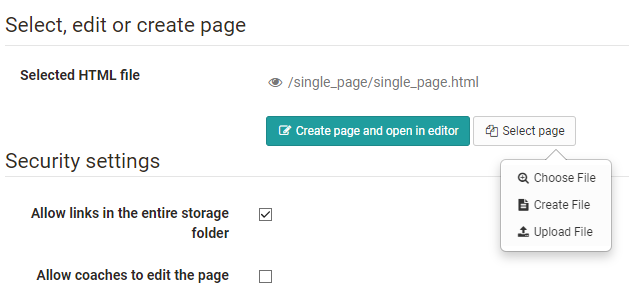 Select, edit or create page
Selected HTML file
/single_page/single_page.html
Create page and open in editor
Select page
Choose File
Create File
Upload File
Security settings
Allow links in the entire storage
folder
Allow coaches to edit the page